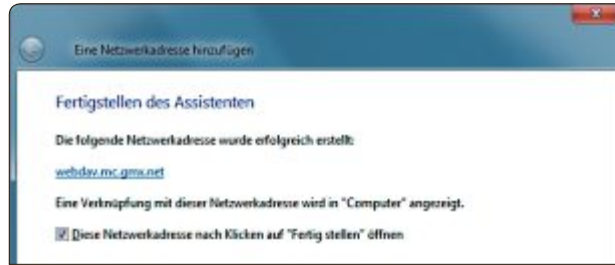 Eine Netzwerkadresse hinzufügen
Fertigstellen des Assistenten
Die folgende Netzwerkadresse wurde erfolgreich erstellt:
webdav.mc.gmx.net
Eine Verknüpfung mit dieser Netzwerkadresse wird in "Computer" angezeigt.
Diese Netzwerkadresse nach Klicken auf "Fertig stellen" öffnen